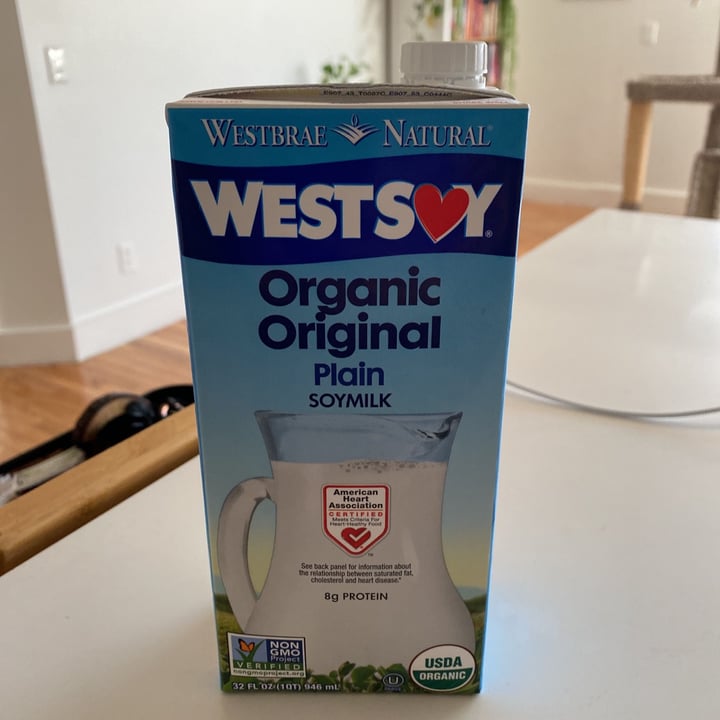 WESTBRAE NATURAL®
WESTSOY®
Organic
Original
Plain
SOYMILK
American
Heart
Association
CERTIFIED
Meets Criteria For
Heart-Healthy Food
TM
See back panel for information about
the relationship between saturated fat,
cholesterol and heart disease.*
8g PROTEIN
NON
GMO
Project
VERIFIED
nongmoproject.org
USDA
ORGANIC
U
32 FL OZ (1QT) 946 mL